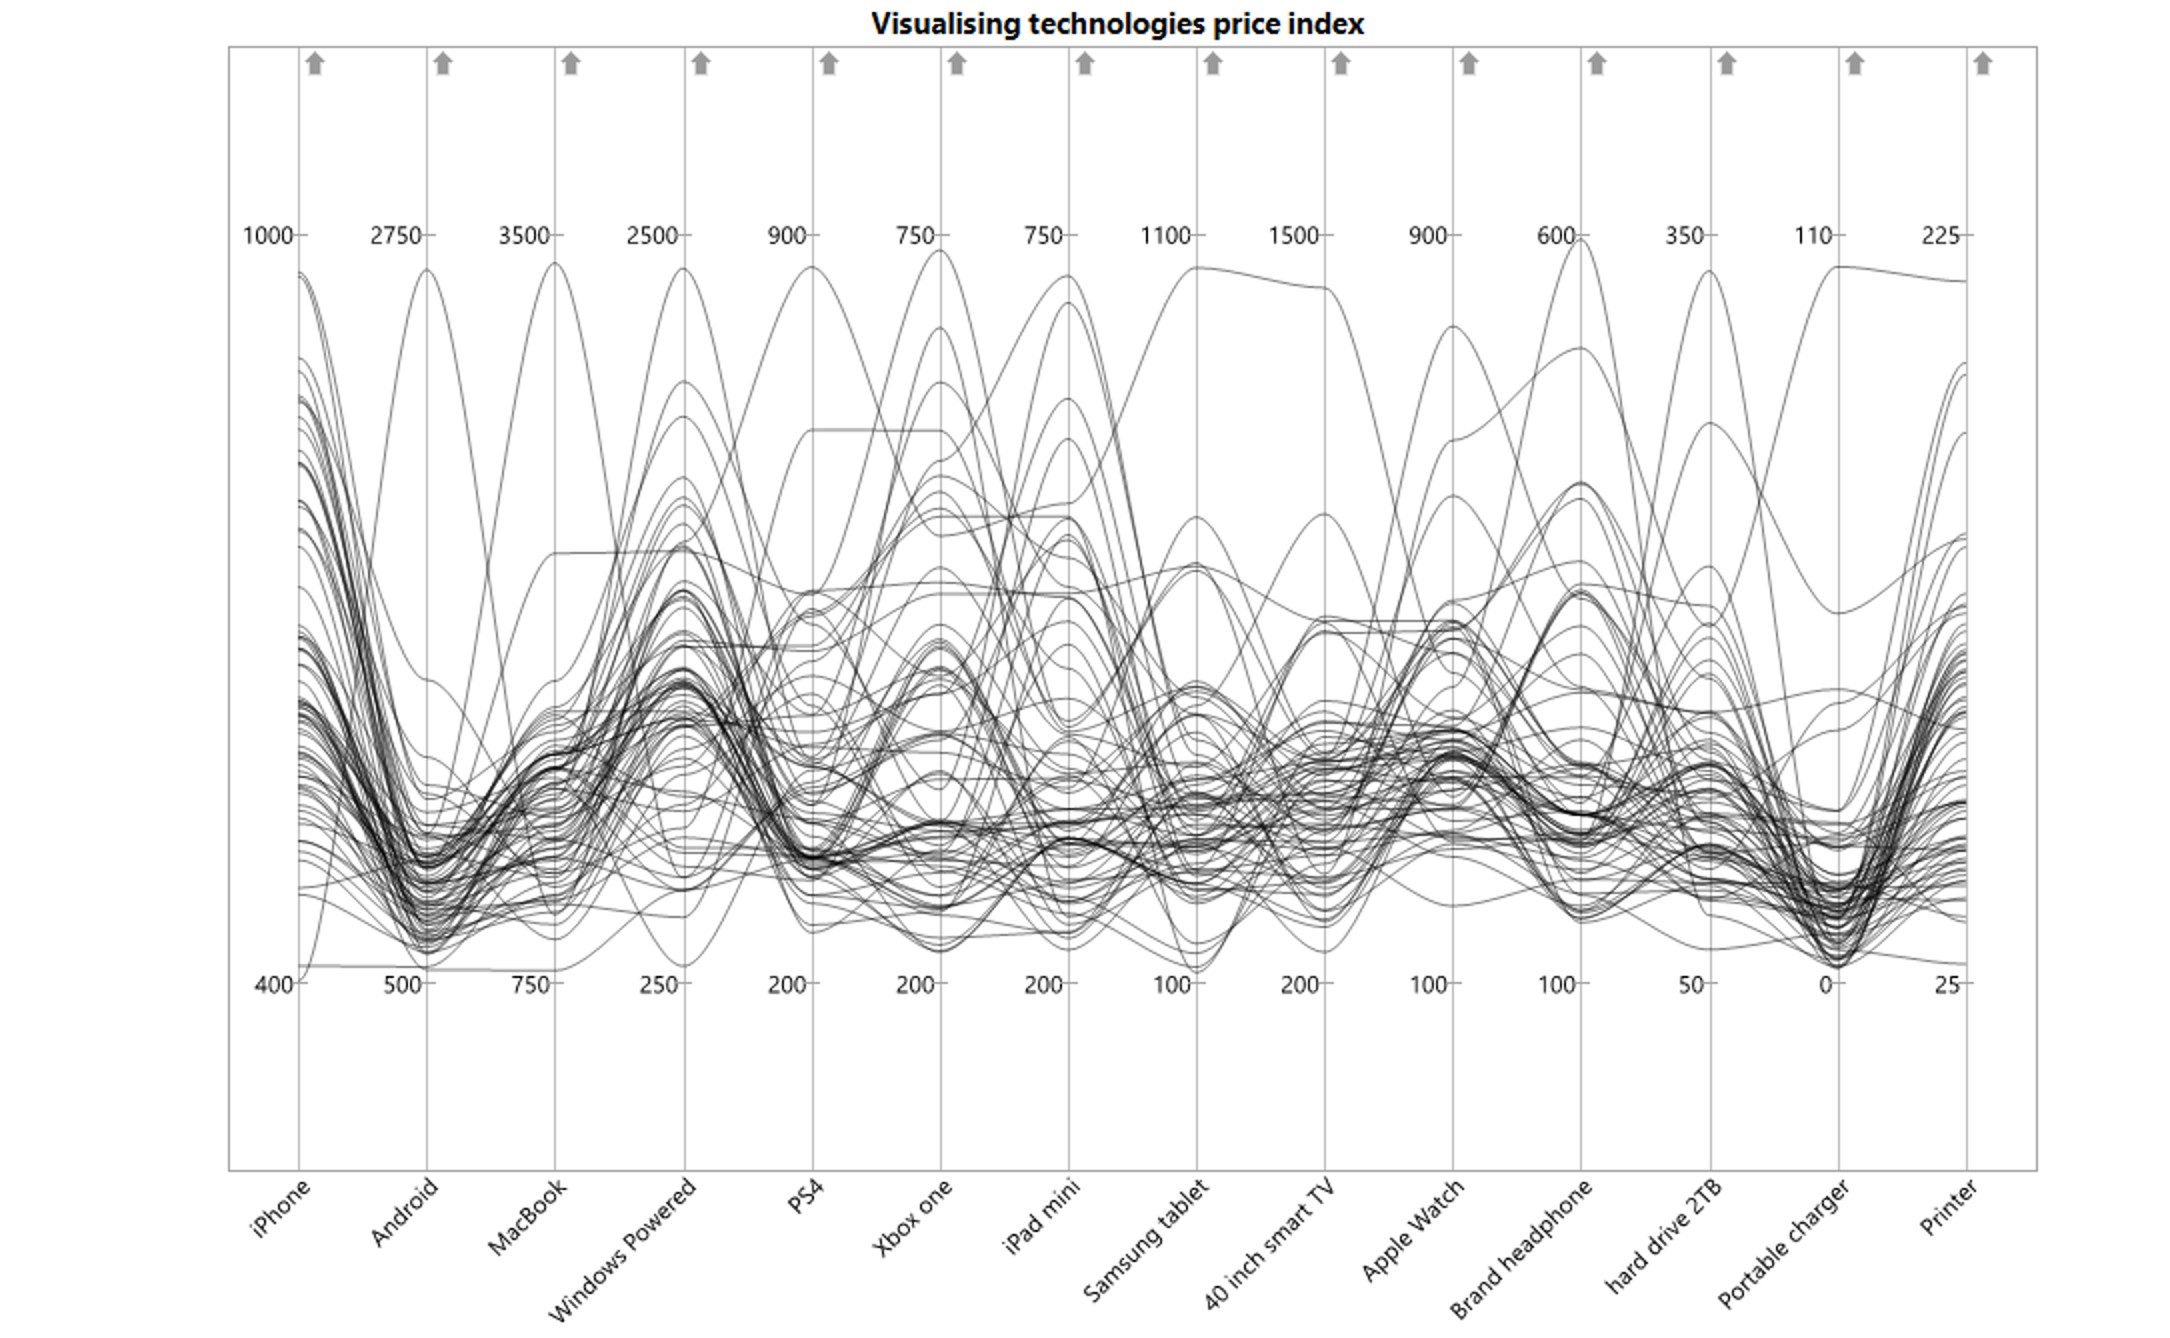 Visualising technologies price index
1000 2750 3500 2500 900 750 750 1100 1500 900 600 350 110 225
400 500 750 250 200 200 200 100 200 100 100 50 0 25
iPhone
Android
MacBook
Windows Powered
PS4
Xbox one
iPad mini
Samsung tablet
40 inch smart TV
Apple Watch
Brand headphone
hard drive 2TB
Portable charger
Printer